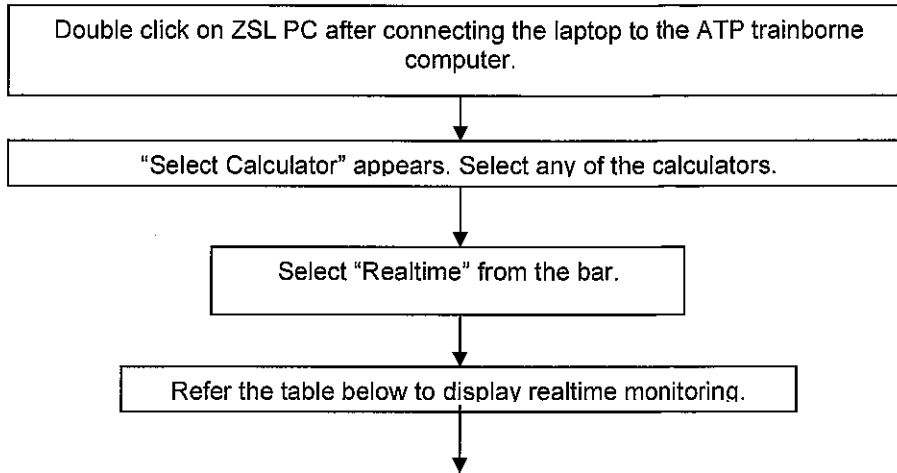 Double click on ZSL PC after connecting the laptop to the ATP trainborne
computer.
“Select Calculator” appears. Select any of the calculators.
Select “Realtime” from the bar.
Refer the table below to display realtime monitoring.